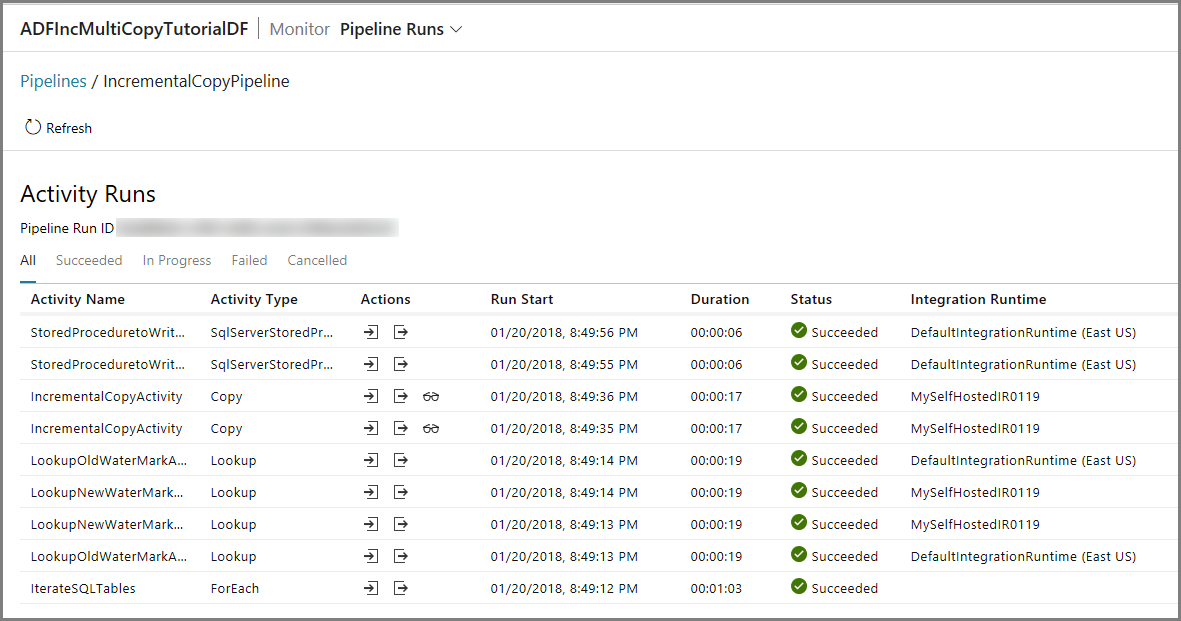 ADFIncMultiCopyTutorialDF Monitor Pipeline Runs
Pipelines / IncrementalCopyPipeline
Refresh
Activity Runs
Pipeline Run ID
All Succeeded In Progress Failed Cancelled
Activity Name Activity Type Actions Run Start Duration Status Integration Runtime
StoredProceduretoWrit... SqlServerStoredPr... 01/20/2018, 8:49:56 PM 00:00:06 Succeeded DefaultIntegrationRuntime (East US)
StoredProceduretoWrit... SqlServerStoredPr... 01/20/2018, 8:49:55 PM 00:00:06 Succeeded DefaultIntegrationRuntime (East US)
IncrementalCopyActivity Copy 01/20/2018, 8:49:36 PM 00:00:17 Succeeded MySelfHostedIR0119
IncrementalCopyActivity Copy 01/20/2018, 8:49:35 PM 00:00:17 Succeeded MySelfHostedIR0119
LookupOldWaterMarkA... Lookup 01/20/2018, 8:49:14 PM 00:00:19 Succeeded DefaultIntegrationRuntime (East US)
LookupNewWaterMark... Lookup 01/20/2018, 8:49:14 PM 00:00:19 Succeeded MySelfHostedIR0119
LookupNewWaterMark... Lookup 01/20/2018, 8:49:13 PM 00:00:19 Succeeded MySelfHostedIR0119
LookupOldWaterMarkA... Lookup 01/20/2018, 8:49:13 PM 00:00:19 Succeeded DefaultIntegrationRuntime (East US)
IterateSQLTables ForEach 01/20/2018, 8:49:12 PM 00:01:03 Succeeded